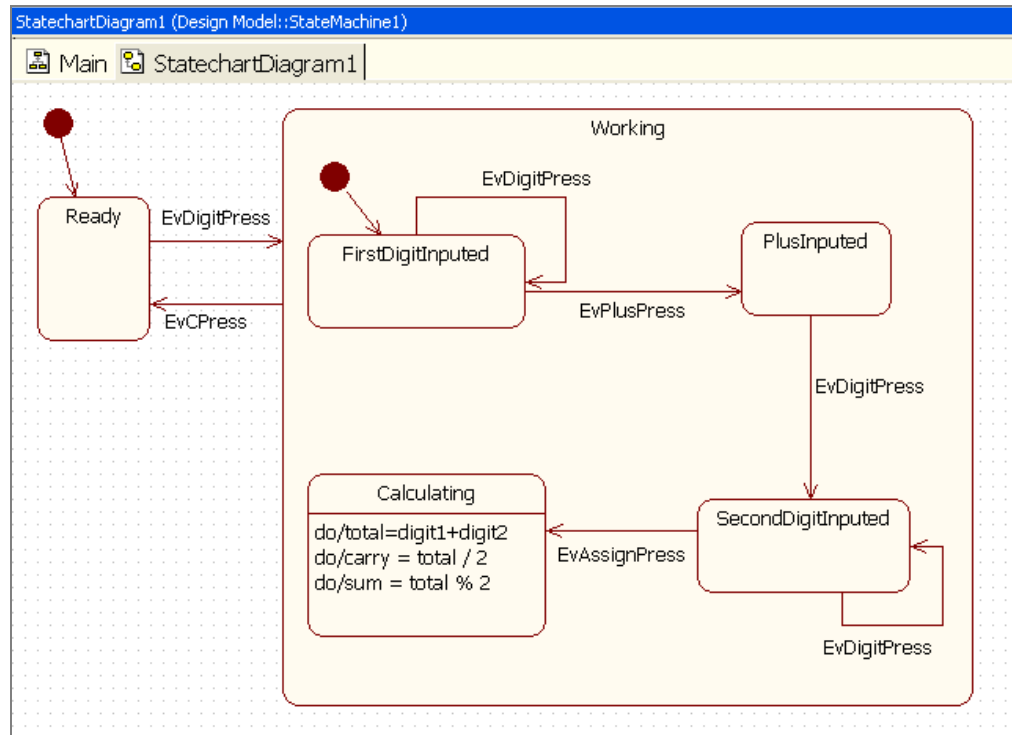 StatechartDiagram1 (Design Model::StateMachine1)
Main StatechartDiagram1
Working
EvDigitPress
Ready
EvDigitPress
FirstDigitInputed
PlusInputed
EvPlusPress
EvCPress
EvDigitPress
Calculating
do/total=digit1+digit2
do/carry = total / 2
do/sum = total % 2
SecondDigitInputed
EvAssignPress
EvDigitPress